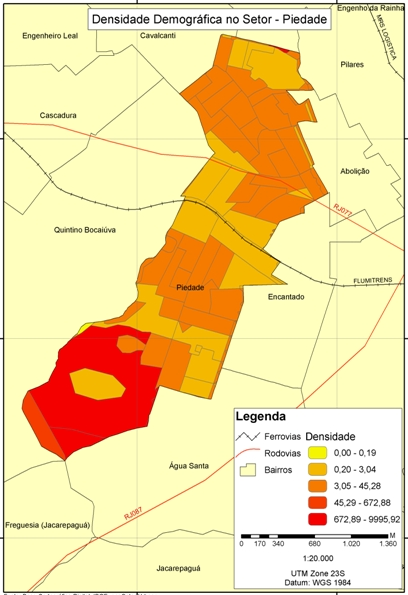 Engenho da Rainha
Densidade Demográfica no Setor - Piedade
Engenheiro Leal
Cavalcanti
MRS LOGISTICA
Pilares
Cascadura
Abolição
RJ077
Quintino Bocaiúva
FLUMITRENS
Piedade
Encantado
Legenda
Ferrovias
Rodovias
Bairros
Densidade
0,00 - 0,19
0,20 - 3,04
3,05 - 45,28
45,29 - 672,88
672,89 - 9995,92
Água Santa
RJ087
Freguesia (Jacarepaguá)
Jacarepaguá
M
0 170 340 680 1.020 1.360
1:20.000
UTM Zone 23S
Datum: WGS 1984